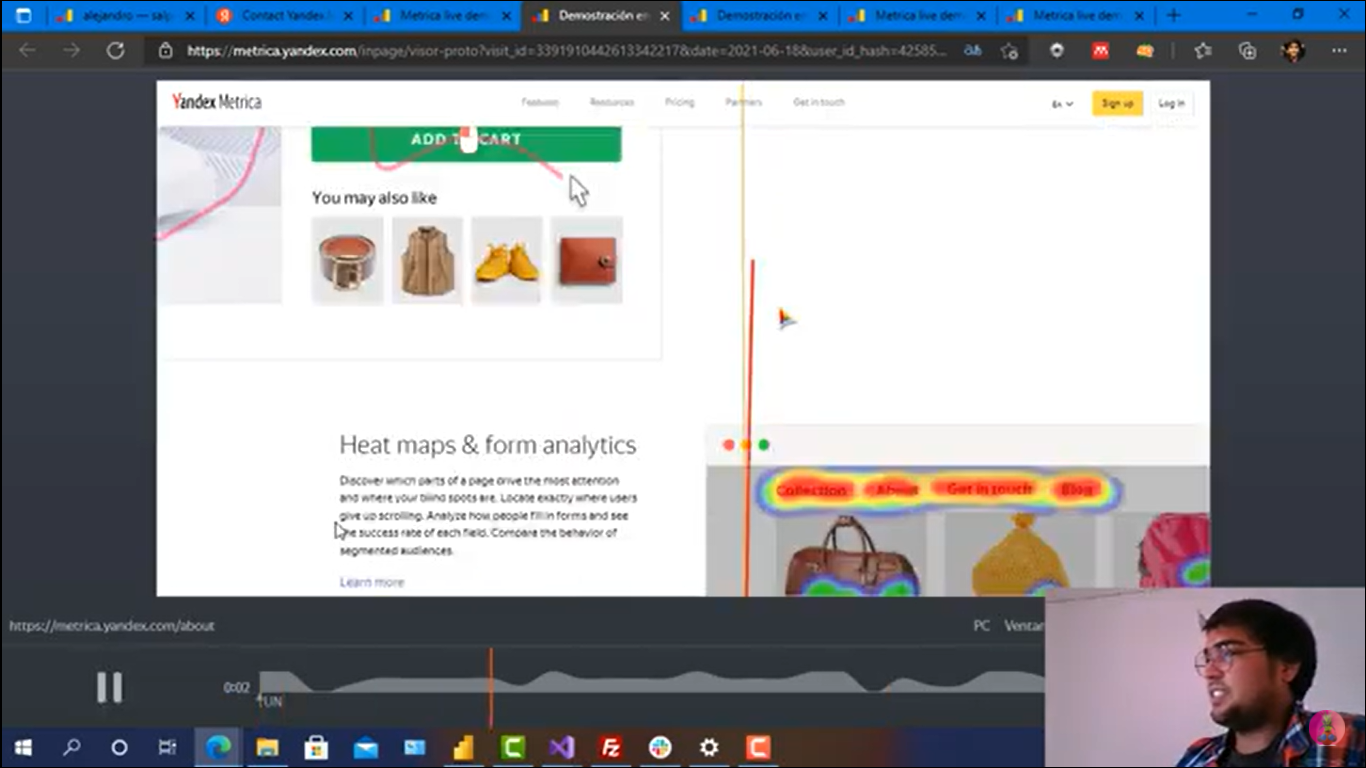 alejandro — salp
Contact Yandex.
Metrica live dem
Demostración en
Demostración en
Metrica live dem
Metrica live dem
https://metrica.yandex.com/inpage/visor-proto?visit_id=3391910442613342217&date=2021-06-18&user_id_hash=42585...
Yandex Metrica
Features
Resources
Pricing
Partners
Get in touch
En
Sign up
Log in
ADD TO CART
You may also like
Heat maps & form analytics
Discover which parts of a page drive the most attention
and where your blind spots are. Locate exactly where users
give up scrolling. Analyze how people fill in forms and see
the success rate of each field. Compare the behavior of
segmented audiences.
Learn more
Collection
About
Get in touch
Blog
https://metrica.yandex.com/about
PC
Ventan
0:02
UN